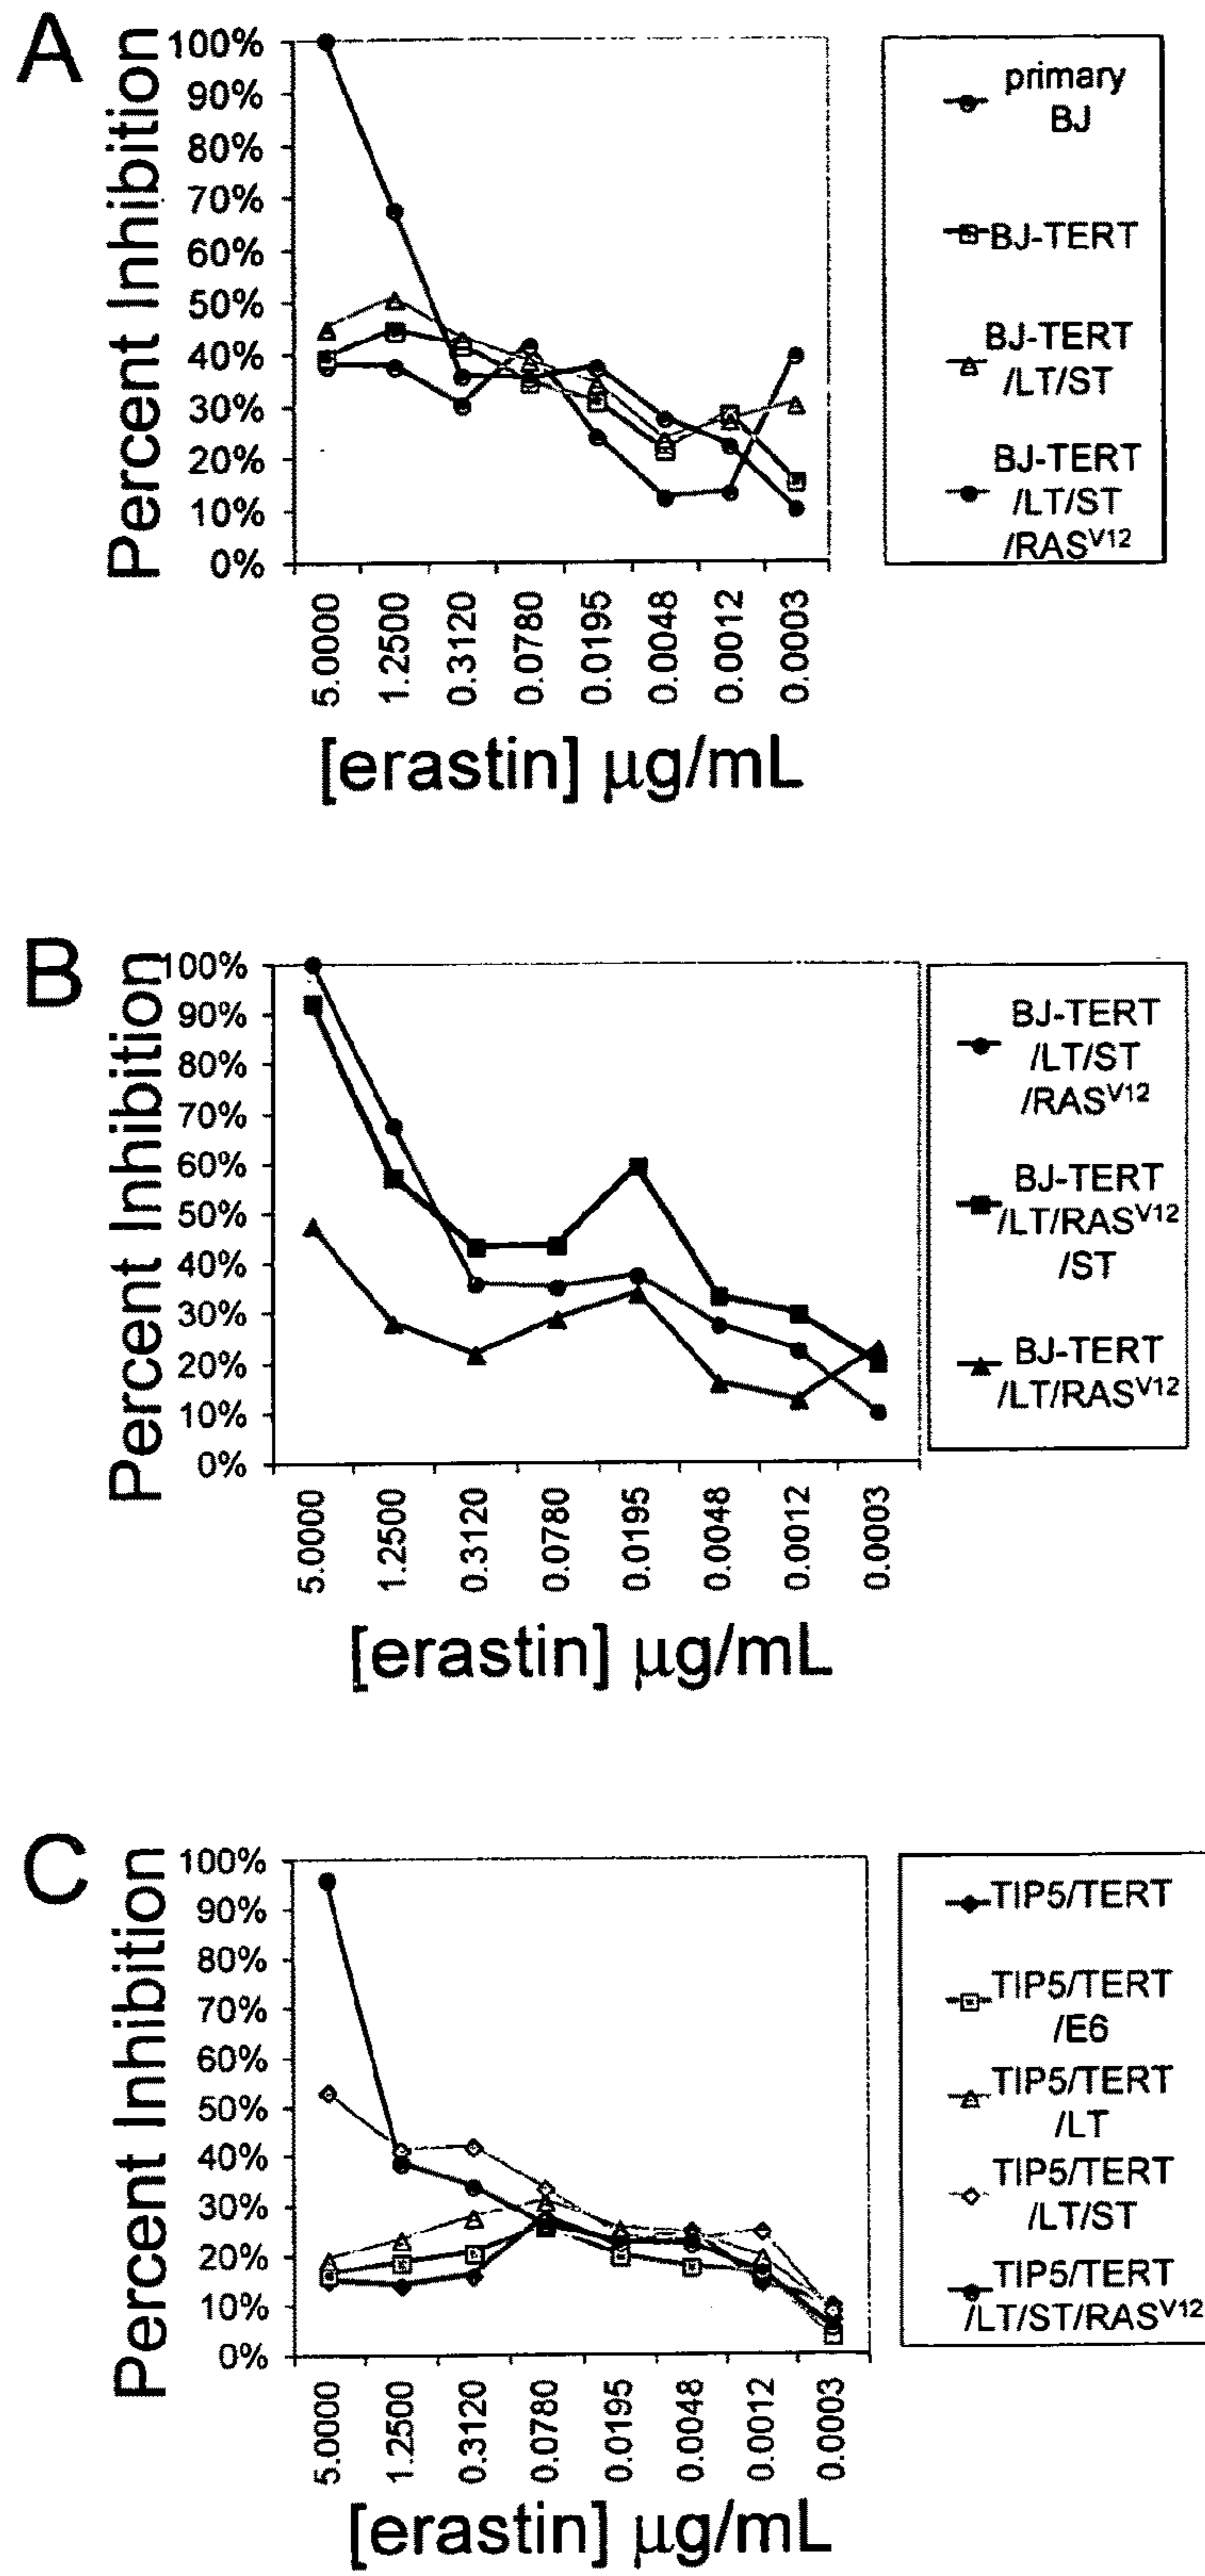 A
Percent Inhibition
100%
90%
80%
70%
60%
50%
40%
30%
20%
10%
0%
5.0000
1.2500
0.3120
0.0780
0.0195
0.0048
0.0012
0.0003
[erastin] μg/mL
primary
BJ
BJ-TERT
BJ-TERT
/LT/ST
BJ-TERT
/LT/ST
/RASV12
B
Percent Inhibition
100%
90%
80%
70%
60%
50%
40%
30%
20%
10%
0%
5.0000
1.2500
0.3120
0.0780
0.0195
0.0048
0.0012
0.0003
[erastin] μg/mL
BJ-TERT
/LT/ST
/RASV12
BJ-TERT
/LT/RASV12
/ST
BJ-TERT
/LT/RASV12
C
Percent Inhibition
100%
90%
80%
70%
60%
50%
40%
30%
20%
10%
0%
5.0000
1.2500
0.3120
0.0780
0.0195
0.0048
0.0012
0.0003
[erastin] μg/mL
TIP5/TERT
TIP5/TERT
/E6
TIP5/TERT
/LT
TIP5/TERT
/LT/ST
TIP5/TERT
/LT/ST/RASV12